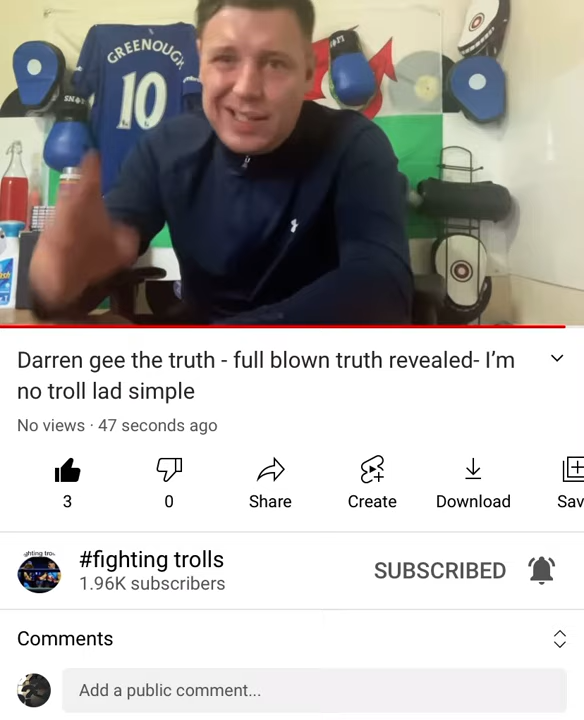 GREENOUGH
10
Darren gee the truth - full blown truth revealed- I’m
no troll lad simple
No views · 47 seconds ago
3
0
Share
Create
Download
Sav
#fighting trolls
1.96K subscribers
SUBSCRIBED
Comments
Add a public comment...